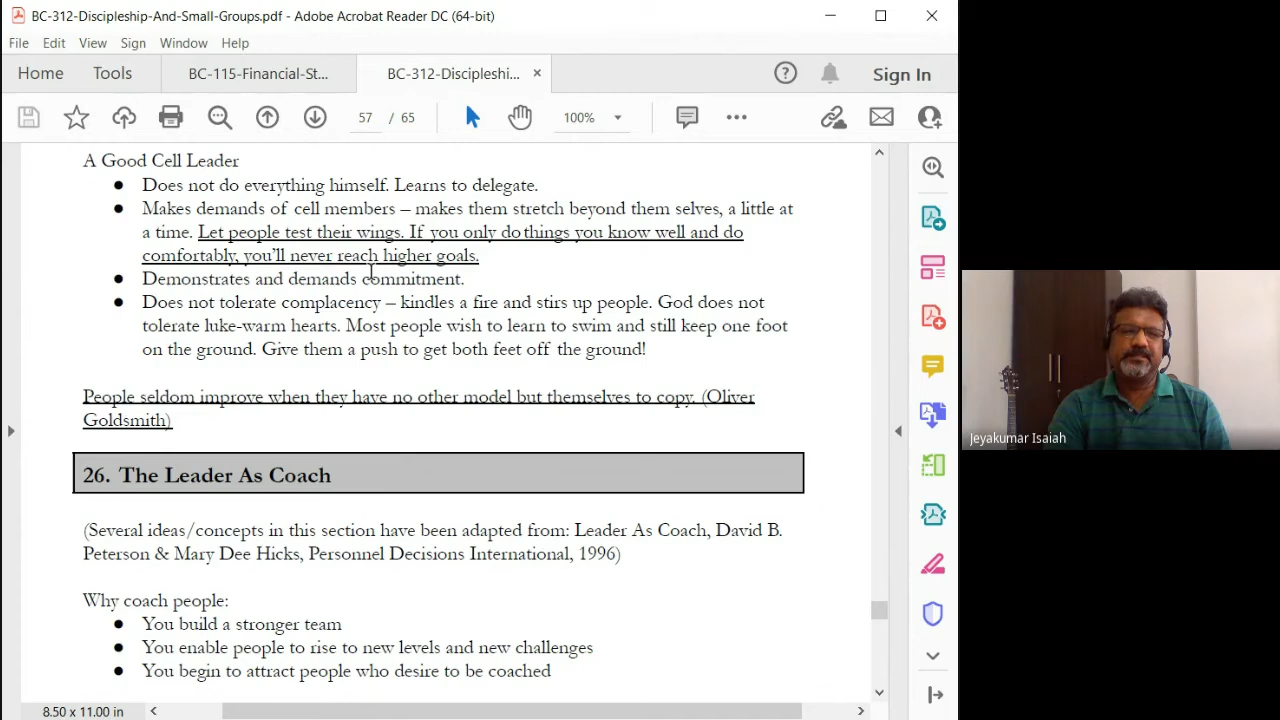 BC-312-Discipleship-And-Small-Groups.pdf - Adobe Acrobat Reader DC (64-bit)
File Edit View Sign Window Help
Home Tools BC-115-Financial-St... BC-312-Discipleshi... Sign In
57 / 65 100%
A Good Cell Leader
● Does not do everything himself. Learns to delegate.
● Makes demands of cell members – makes them stretch beyond them selves, a little at
a time. Let people test their wings. If you only do things you know well and do
comfortably, you'll never reach higher goals.
● Demonstrates and demands commitment.
● Does not tolerate complacency – kindles a fire and stirs up people. God does not
tolerate luke-warm hearts. Most people wish to learn to swim and still keep one foot
on the ground. Give them a push to get both feet off the ground!
People seldom improve when they have no other model but themselves to copy. (Oliver
Goldsmith)
26. The Leader As Coach
(Several ideas/concepts in this section have been adapted from: Leader As Coach, David B.
Peterson & Mary Dee Hicks, Personnel Decisions International, 1996)
Why coach people:
● You build a stronger team
● You enable people to rise to new levels and new challenges
● You begin to attract people who desire to be coached
8.50 x 11.00 in
Jeyakumar Isaiah